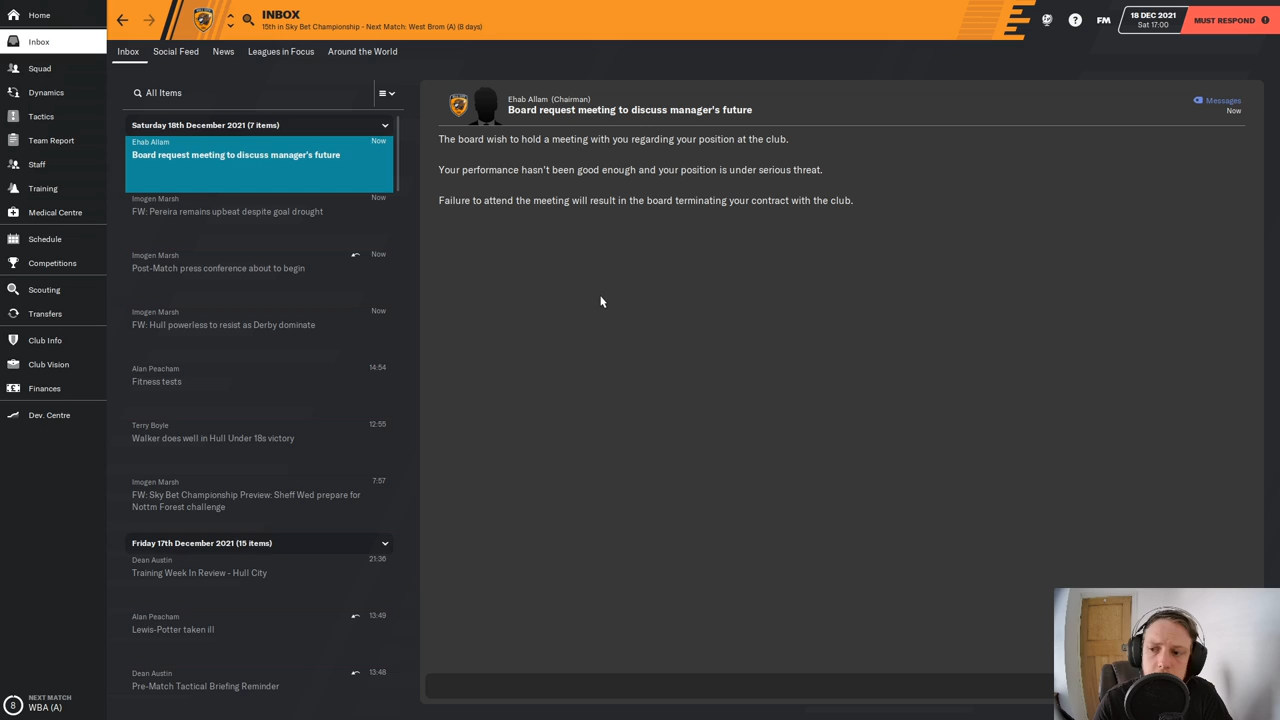 INBOX
15th in Sky Bet Championship - Next Match: West Brom (A) (8 days)
FM
18 DEC 2021
Sat 17:00
MUST RESPOND
Home
Inbox
Squad
Dynamics
Tactics
Team Report
Staff
Training
Medical Centre
Schedule
Competitions
Scouting
Transfers
Club Info
Club Vision
Finances
Dev. Centre
8
NEXT MATCH
WBA (A)
Inbox Social Feed News Leagues in Focus Around the World
All Items
Saturday 18th December 2021 (7 items)
Ehab Allam Now
Board request meeting to discuss manager's future
Imogen Marsh Now
FW: Pereira remains upbeat despite goal drought
Imogen Marsh Now
Post-Match press conference about to begin
Imogen Marsh Now
FW: Hull powerless to resist as Derby dominate
Alan Peacham 14:54
Fitness tests
Terry Boyle 12:55
Walker does well in Hull Under 18s victory
Imogen Marsh 7:57
FW: Sky Bet Championship Preview: Sheff Wed prepare for
Nottm Forest challenge
Friday 17th December 2021 (15 items)
Dean Austin 21:36
Training Week In Review - Hull City
Alan Peacham 13:49
Lewis-Potter taken ill
Dean Austin 13:48
Pre-Match Tactical Briefing Reminder
Ehab Allam (Chairman)
Board request meeting to discuss manager's future
Messages
Now
The board wish to hold a meeting with you regarding your position at the club.
Your performance hasn't been good enough and your position is under serious threat.
Failure to attend the meeting will result in the board terminating your contract with the club.